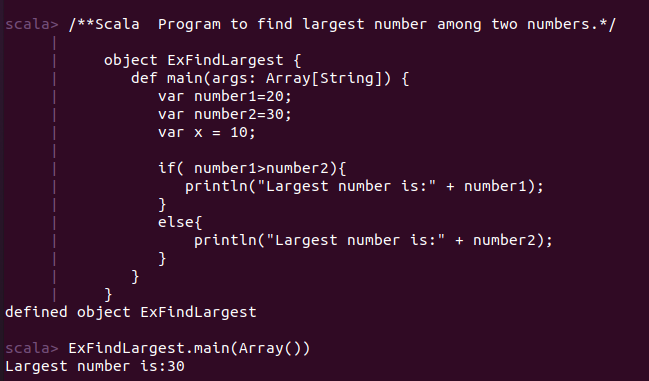 scala> /**Scala  Program to find largest number among two numbers.*/
     |
     |     object ExFindLargest {
     |        def main(args: Array[String]) {
     |           var number1=20;
     |           var number2=30;
     |           var x = 10;
     |
     |           if( number1>number2){
     |              println("Largest number is:" + number1);
     |           }
     |           else{
     |               println("Largest number is:" + number2);
     |           }
     |        }
     |     }
defined object ExFindLargest
scala> ExFindLargest.main(Array())
Largest number is:30